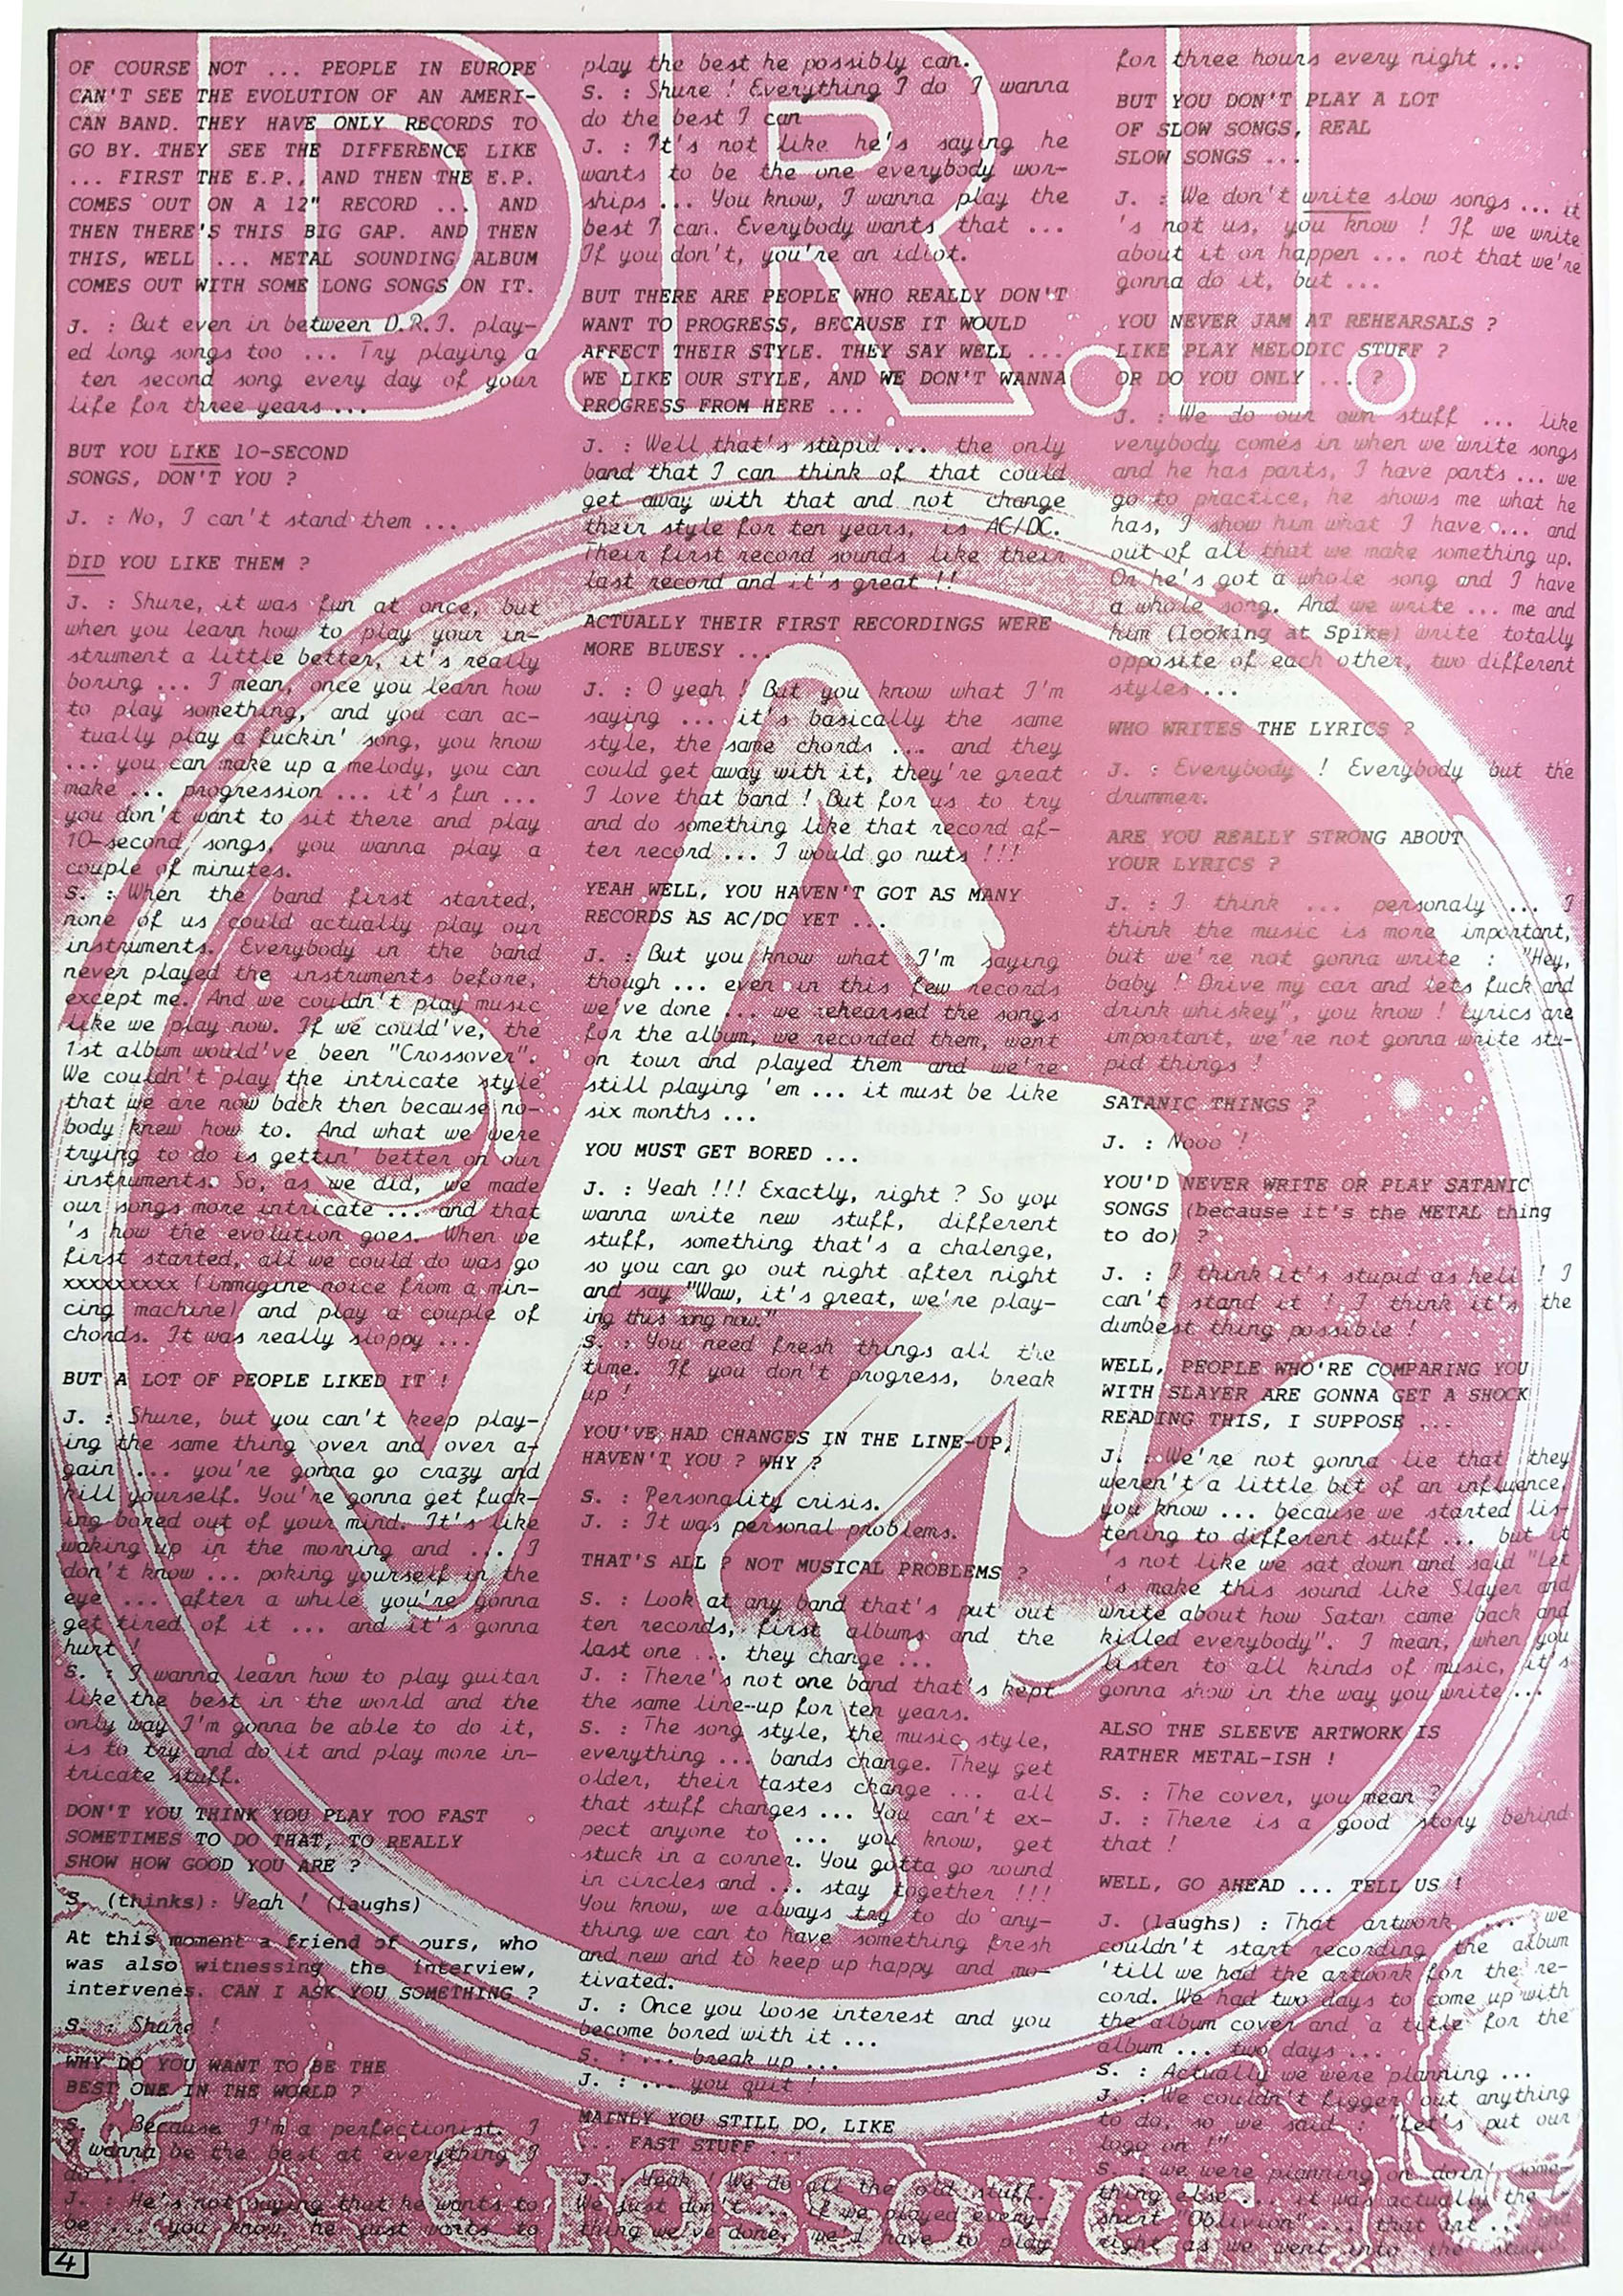 D.R.I.
OF COURSE NOT ... PEOPLE IN EUROPE
CAN'T SEE THE EVOLUTION OF AN AMERI-
CAN BAND. THEY HAVE ONLY RECORDS TO
GO BY. THEY SEE THE DIFFERENCE LIKE
... FIRST THE E.P., AND THEN THE E.P.
COMES OUT ON A 12" RECORD ... AND
THEN THERE'S THIS BIG GAP. AND THEN
THIS, WELL ... METAL SOUNDING ALBUM
COMES OUT WITH SOME LONG SONGS ON IT.
J. : But even in between D.R.I. play-
ed long songs too ... Try playing a
ten second song every day of your
life for three years ...
BUT YOU LIKE 10-SECOND
SONGS, DON'T YOU ?
J. : No, I can't stand them ...
DID YOU LIKE THEM ?
J. : Shure, it was fun at once, but
when you learn how to play your in-
strument a little better, it's really
boring ... I mean, once you learn how
to play something, and you can ac-
tually play a fuckin' song, you know
... you can make up a melody, you can
make ... progression ... it's fun ...
you don't want to sit there and play
10-second songs, you wanna play a
couple of minutes.
S. : When the band first started,
none of us could actually play our
instruments. Everybody in the band
never played the instruments before,
except me. And we couldn't play music
like we play now. If we could've, the
1st album would've been "Crossover".
We couldn't play the intricate style
that we are now back then because no-
body knew how to. And what we were
trying to do is gettin' better on our
instruments. So, as we did, we made
our songs more intricate ... and that
's how the evolution goes. When we
first started, all we could do was go
xxxxxxxxx (immagine noice from a min-
cing machine) and play a couple of
chords. It was really sloppy ...
BUT A LOT OF PEOPLE LIKED IT !
J. : Shure, but you can't keep play-
ing the same thing over and over a-
gain ... you're gonna go crazy and
kill yourself. You're gonna get fuck-
ing bored out of your mind. It's like
waking up in the morning and ... I
don't know ... poking yourself in the
eye ... after a while you're gonna
get tired of it ... and it's gonna
hurt !
S. : I wanna learn how to play guitar
like the best in the world and the
only way I'm gonna be able to do it,
is to try and do it and play more in-
tricate stuff.
DON'T YOU THINK YOU PLAY TOO FAST
SOMETIMES TO DO THAT, TO REALLY
SHOW HOW GOOD YOU ARE ?
S. (thinks): Yeah ! (laughs)
At this moment a friend of ours, who
was also witnessing the interview,
intervenes. CAN I ASK YOU SOMETHING ?
S. : Shure !
WHY DO YOU WANT TO BE THE
BEST ONE IN THE WORLD ?
S. : Because I'm a perfectionist. I
I wanna be the best at everything I
do ...
J. : He's not saying that he wants to
be ... you know, he just wants to
play the best he possibly can.
S. : Shure ! Everything I do I wanna
do the best I can
J. : It's not like he's saying he
wants to be the one everybody wor-
ships ... You know, I wanna play the
best I can. Everybody wants that ...
If you don't, you're an idiot.
BUT THERE ARE PEOPLE WHO REALLY DON'T
WANT TO PROGRESS, BECAUSE IT WOULD
AFFECT THEIR STYLE. THEY SAY WELL ...
WE LIKE OUR STYLE, AND WE DON'T WANNA
PROGRESS FROM HERE ...
J. : Well that's stupid ... the only
band that I can think of that could
get away with that and not change
their style for ten years, is AC/DC.
Their first record sounds like their
last record and it's great !!
ACTUALLY THEIR FIRST RECORDINGS WERE
MORE BLUESY ...
J. : O yeah ! But you know what I'm
saying ... it's basically the same
style, the same chords ... and they
could get away with it, they're great
I love that band ! But for us to try
and do something like that record af-
ter record ... I would go nuts !!!
YEAH WELL, YOU HAVEN'T GOT AS MANY
RECORDS AS AC/DC YET ...
J. : But you know what I'm saying
though ... even in this few records
we've done ... we rehearsed the songs
for the album, we recorded them, went
on tour and played them and we're
still playing 'em ... it must be like
six months ...
YOU MUST GET BORED ...
J. : Yeah !!! Exactly, right ? So you
wanna write new stuff, different
stuff, something that's a chalenge,
so you can go out night after night
and say "Waw, it's great, we're play-
ing this song now."
S. : You need fresh things all the
time. If you don't progress, break
up !
YOU'VE HAD CHANGES IN THE LINE-UP,
HAVEN'T YOU ? WHY ?
S. : Personality crisis.
J. : It was personal problems.
THAT'S ALL ? NOT MUSICAL PROBLEMS ?
S. : Look at any band that's put out
ten records, first albums and the
last one ... they change ...
J. : There's not one band that's kept
the same line-up for ten years.
S. : The song style, the music style,
everything ... bands change. They get
older, their tastes change ... all
that stuff changes ... You can't ex-
pect anyone to ... you know, get
stuck in a corner. You gotta go round
in circles and ... stay together !!!
You know, we always try to do any-
thing we can to have something fresh
and new and to keep up happy and mo-
tivated.
J. : Once you loose interest and you
become bored with it ...
S. : ... break up ...
J. : ... you quit !
MAINLY YOU STILL DO, LIKE
... FAST STUFF ...
J. : Yeah ! We do all the old stuff.
We just don't ... if we played every-
thing we've done, we'd have to play
for three hours every night ...
BUT YOU DON'T PLAY A LOT
OF SLOW SONGS, REAL
SLOW SONGS ...
J. : We don't write slow songs ... it
's not us, you know ! If we write
about it or happen ... not that we're
gonna do it, but ...
YOU NEVER JAM AT REHEARSALS ?
LIKE PLAY MELODIC STUFF ?
OR DO YOU ONLY ... ?
J. : We do our own stuff ... like
verybody comes in when we write songs
and he has parts, I have parts ... we
go to practice, he shows me what he
has, I show him what I have ... and
out of all that we make something up.
Or he's got a whole song and I have
a whole song. And we write ... me and
him (looking at Spike) write totally
opposite of each other, two different
styles ...
WHO WRITES THE LYRICS ?
J. : Everybody ! Everybody but the
drummer.
ARE YOU REALLY STRONG ABOUT
YOUR LYRICS ?
J. : I think ... personaly ... I
think the music is more important,
but we're not gonna write : "Hey,
baby ! Drive my car and lets fuck and
drink whiskey", you know ! Lyrics are
important, we're not gonna write stu-
pid things !
SATANIC THINGS ?
J. : Nooo !
YOU'D NEVER WRITE OR PLAY SATANIC
SONGS (because it's the METAL thing
to do) ?
J. : I think it's stupid as hell ! I
can't stand it ! I think it's the
dumbest thing possible !
WELL, PEOPLE WHO'RE COMPARING YOU
WITH SLAYER ARE GONNA GET A SHOCK
READING THIS, I SUPPOSE ...
J. : We're not gonna lie that they
weren't a little bit of an influence,
you know ... because we started lis-
tening to different stuff ... but it
's not like we sat down and said "Let
's make this sound like Slayer and
write about how Satan came back and
killed everybody". I mean, when you
listen to all kinds of music, it's
gonna show in the way you write ...
ALSO THE SLEEVE ARTWORK IS
RATHER METAL-ISH !
S. : The cover, you mean ?
J. : There is a good story behind
that !
WELL, GO AHEAD ... TELL US !
J. (laughs) : That artwork ... we
couldn't start recording the album
'till we had the artwork for the re-
cord. We had two days to come up with
the album cover and a title for the
album ... two days ...
S. : Actually we were planning ...
J. : We couldn't figger out anything
to do, so we said : "Let's put our
logo on !"
S. : we were planning on doin' some-
thing else ... it was actually the T-
shirt "Oblivion" ... that art ... and
right as we went into the studio,
Crossover
4